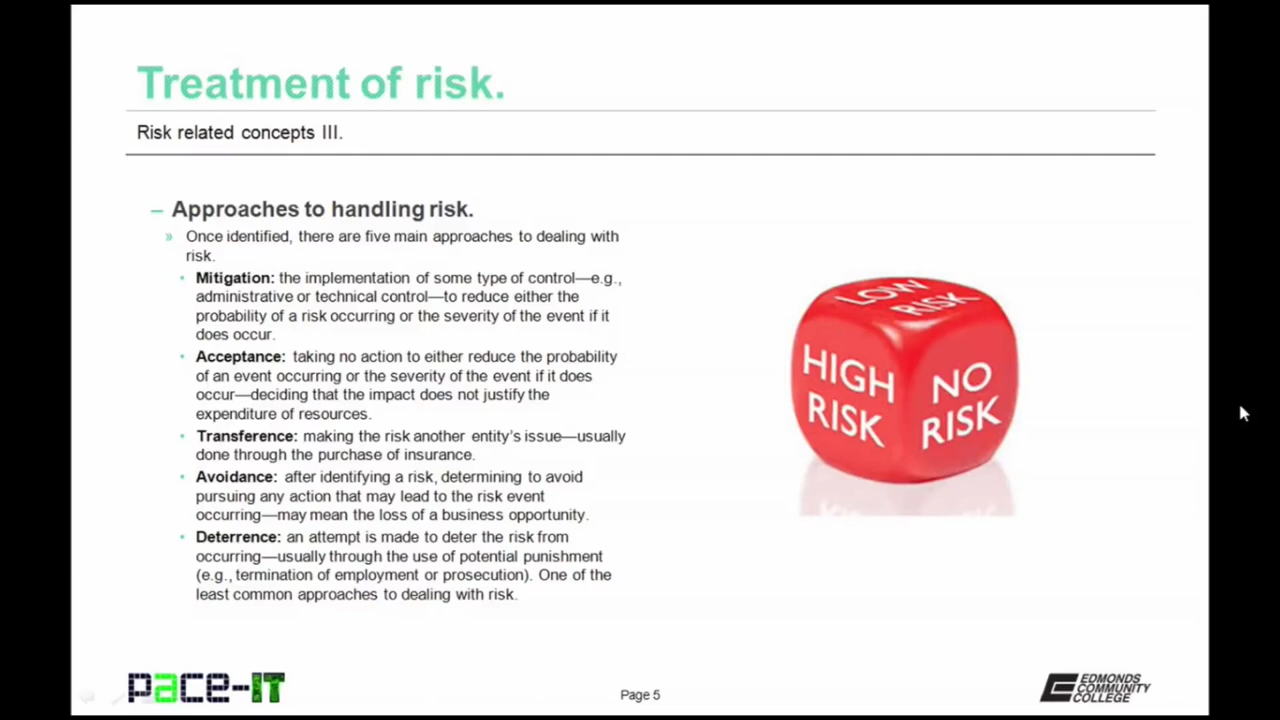 Treatment of risk.
Risk related concepts III.
– Approaches to handling risk.
» Once identified, there are five main approaches to dealing with
risk.
• Mitigation: the implementation of some type of control—e.g.,
administrative or technical control—to reduce either the
probability of a risk occurring or the severity of the event if it
does occur.
• Acceptance: taking no action to either reduce the probability
of an event occurring or the severity of the event if it does
occur—deciding that the impact does not justify the
expenditure of resources.
• Transference: making the risk another entity's issue—usually
done through the purchase of insurance.
• Avoidance: after identifying a risk, determining to avoid
pursuing any action that may lead to the risk event
occurring—may mean the loss of a business opportunity.
• Deterrence: an attempt is made to deter the risk from
occurring—usually through the use of potential punishment
(e.g., termination of employment or prosecution). One of the
least common approaches to dealing with risk.
LOW
RISK
HIGH
RISK
NO
RISK
pace-IT
Page 5
EDMONDS
COMMUNITY
COLLEGE